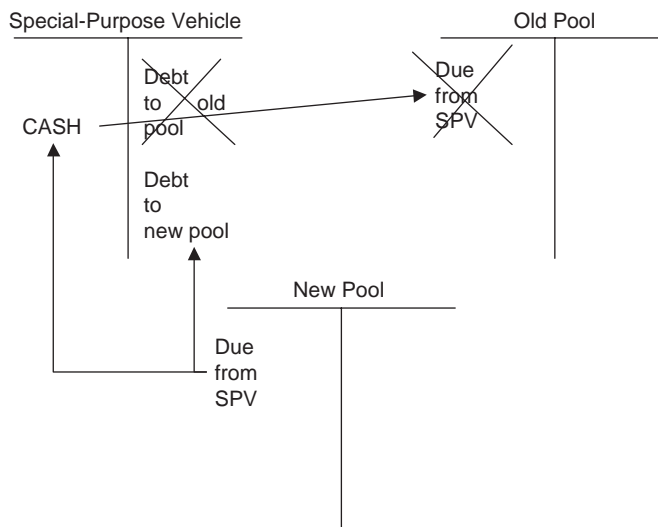 Special-Purpose Vehicle
Old Pool
Debt
to old
pool
CASH
Due
from
SPV
Debt
to
new pool
New Pool
Due
from
SPV